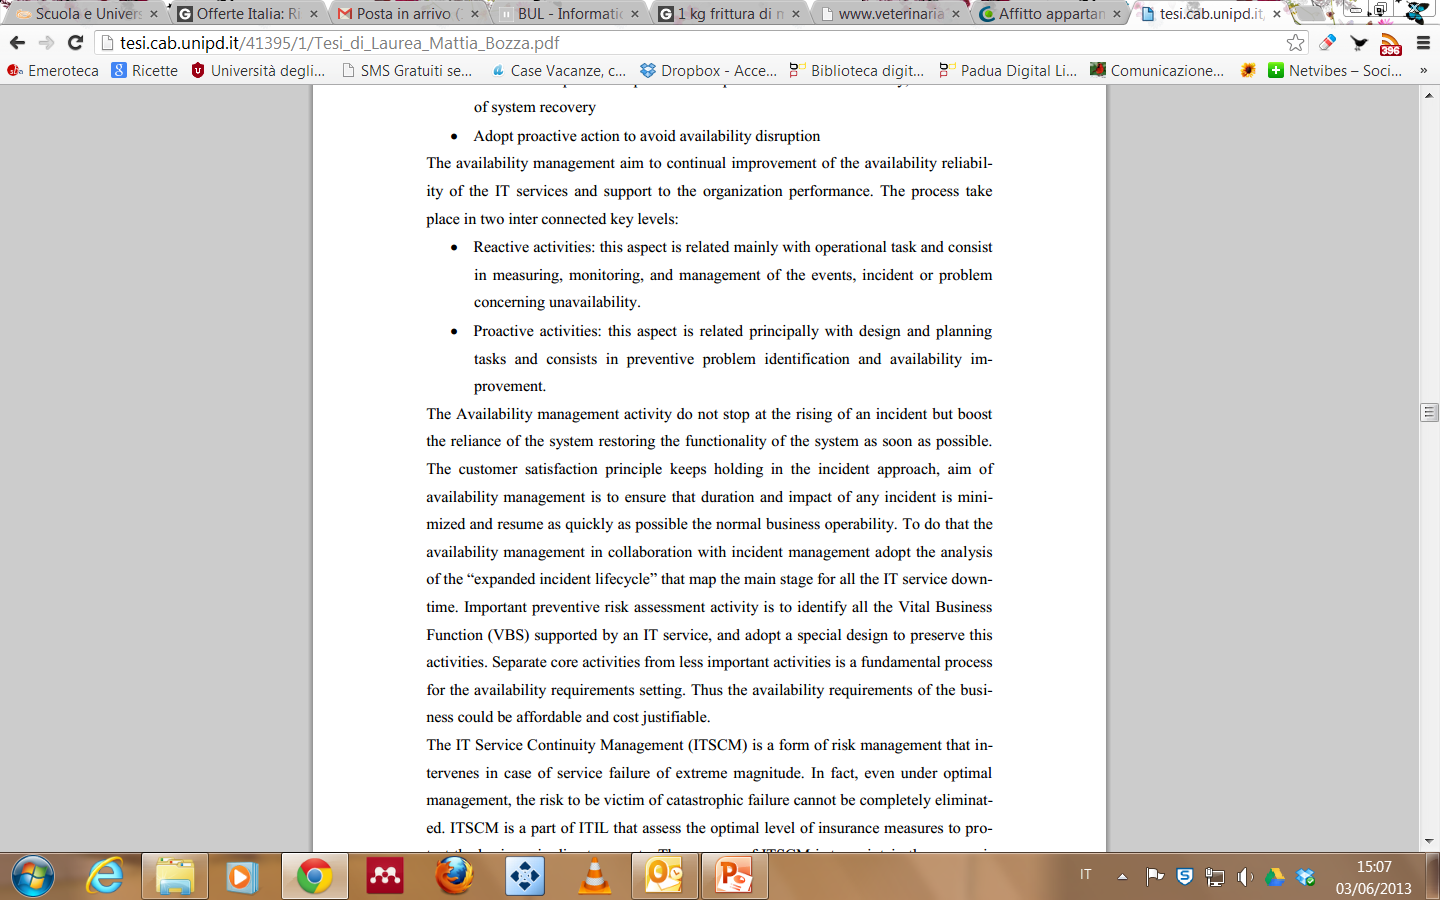 Scuola e Univers
Offerte Italia: Ri
Posta in arrivo (
BUL - Informatic
1 kg frittura di
www.veterinaria
Affitto appartan
tesi.cab.unipd.it
tesi.cab.unipd.it/41395/1/Tesi_di_Laurea_Mattia_Bozza.pdf
396
Emeroteca
Ricette
Università degli...
SMS Gratuiti se...
Case Vacanze, c...
Dropbox - Acce...
Biblioteca digit...
Padua Digital Li...
Comunicazione...
Netvibes – Soci...
»
of system recovery
• Adopt proactive action to avoid availability disruption
The availability management aim to continual improvement of the availability reliabil-
ity of the IT services and support to the organization performance. The process take
place in two inter connected key levels:
• Reactive activities: this aspect is related mainly with operational task and consist
in measuring, monitoring, and management of the events, incident or problem
concerning unavailability.
• Proactive activities: this aspect is related principally with design and planning
tasks and consists in preventive problem identification and availability im-
provement.
The Availability management activity do not stop at the rising of an incident but boost
the reliance of the system restoring the functionality of the system as soon as possible.
The customer satisfaction principle keeps holding in the incident approach, aim of
availability management is to ensure that duration and impact of any incident is mini-
mized and resume as quickly as possible the normal business operability. To do that the
availability management in collaboration with incident management adopt the analysis
of the “expanded incident lifecycle” that map the main stage for all the IT service down-
time. Important preventive risk assessment activity is to identify all the Vital Business
Function (VBS) supported by an IT service, and adopt a special design to preserve this
activities. Separate core activities from less important activities is a fundamental process
for the availability requirements setting. Thus the availability requirements of the busi-
ness could be affordable and cost justifiable.
The IT Service Continuity Management (ITSCM) is a form of risk management that in-
tervenes in case of service failure of extreme magnitude. In fact, even under optimal
management, the risk to be victim of catastrophic failure cannot be completely eliminat-
ed. ITSCM is a part of ITIL that assess the optimal level of insurance measures to pro-
IT
15:07
03/06/2013